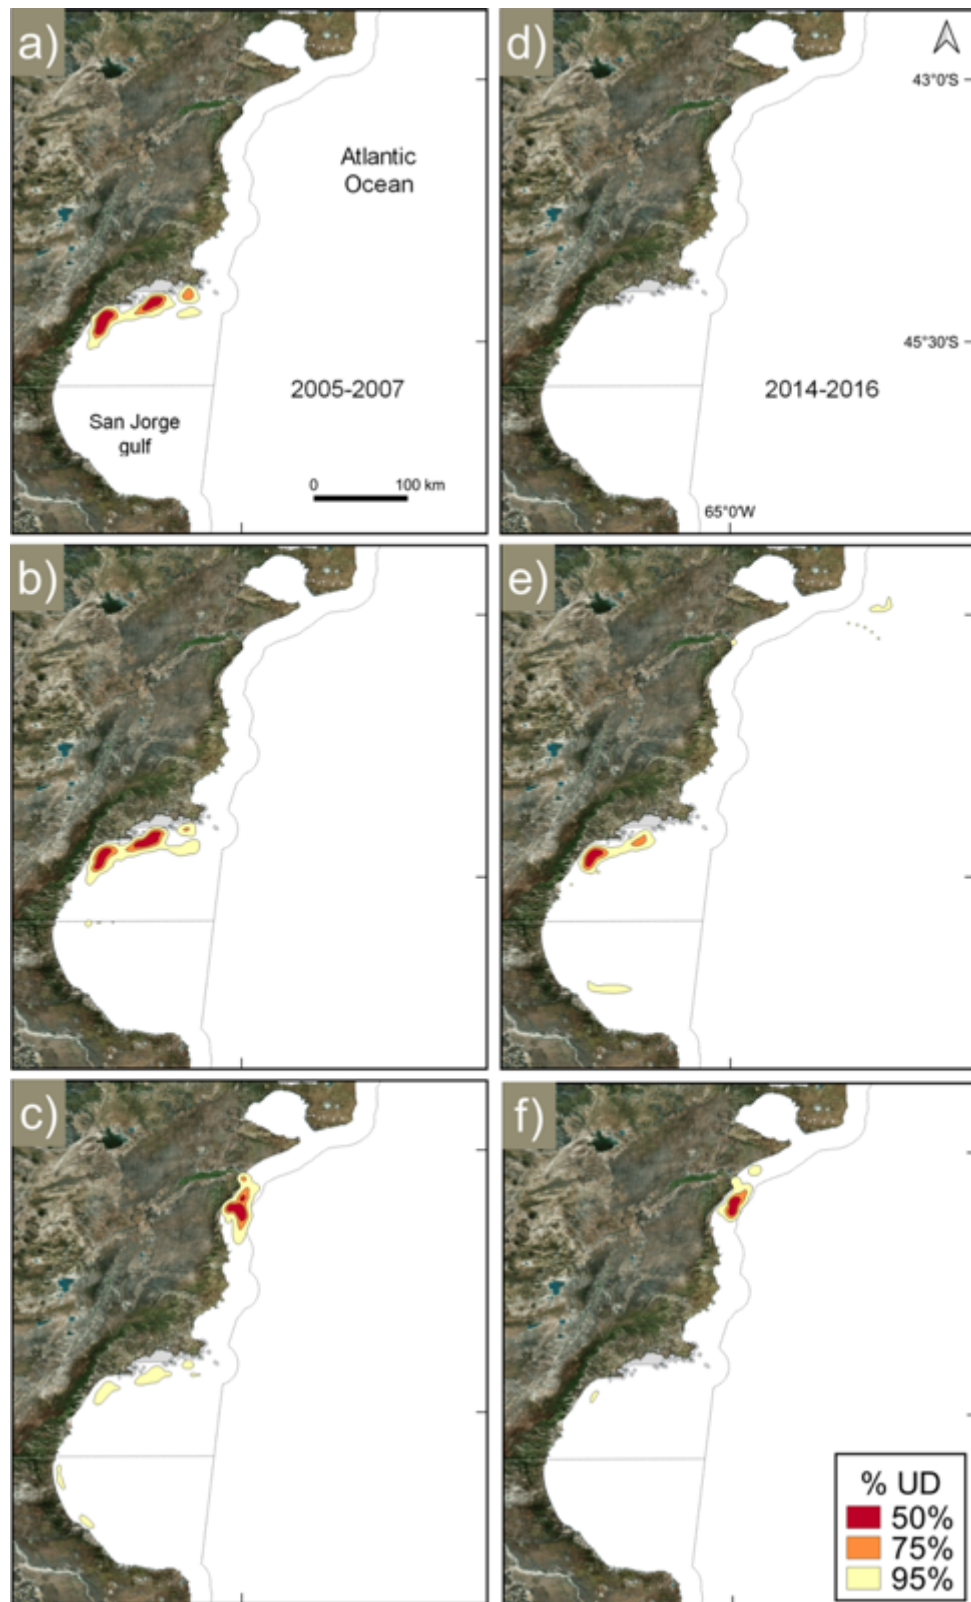 a)
d)
43°0'S
Atlantic
Ocean
45°30'S
2005-2007
2014-2016
San Jorge
gulf
0 100 km
65°0'W
b)
e)
c)
f)
% UD
50%
75%
95%